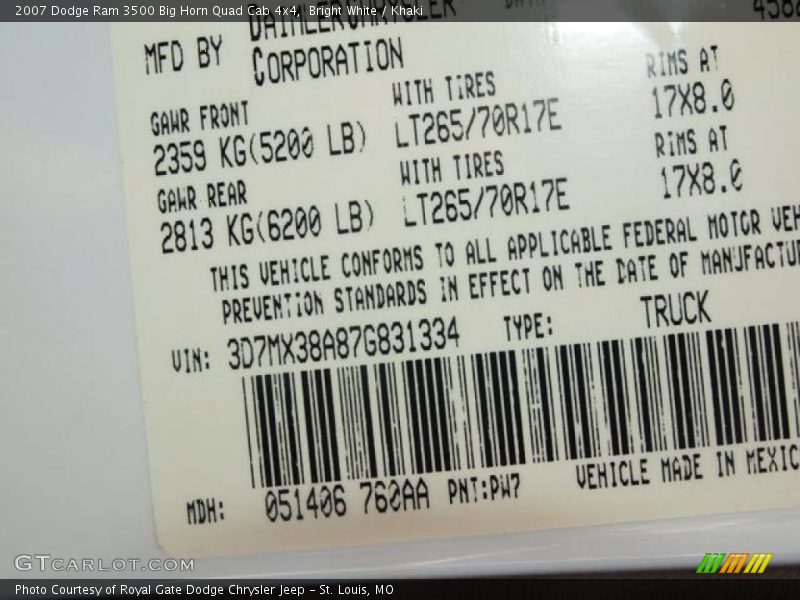 2007 Dodge Ram 3500 Big Horn Quad Cab 4x4, Bright White / Khaki
DAIMLERCHRYSLER
MFD BY CORPORATION
GAWR FRONT WITH TIRES RIMS AT
2359 KG(5200 LB) LT265/70R17E 17X8.0
GAWR REAR WITH TIRES RIMS AT
2813 KG(6200 LB) LT265/70R17E 17X8.0
THIS VEHICLE CONFORMS TO ALL APPLICABLE FEDERAL MOTOR VEH
PREVENTION STANDARDS IN EFFECT ON THE DATE OF MANUFACTU
VIN: 3D7MX38A87G831334 TYPE: TRUCK
MDH: 051406 760AA PNT:PW7 VEHICLE MADE IN MEXIC
GTCARLOT.COM
Photo Courtesy of Royal Gate Dodge Chrysler Jeep – St. Louis, MO